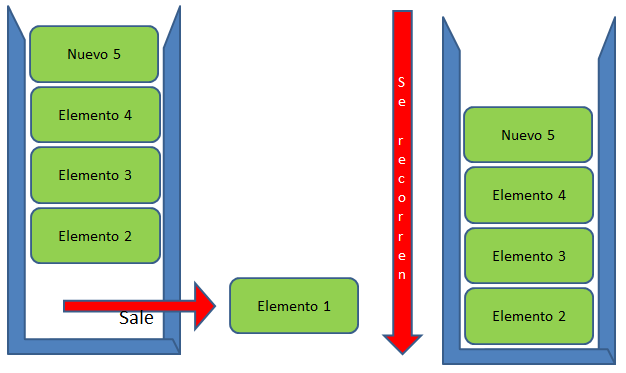 Nuevo 5
Elemento 4
Elemento 3
Elemento 2
Sale
Elemento 1
Se recorren
Nuevo 5
Elemento 4
Elemento 3
Elemento 2